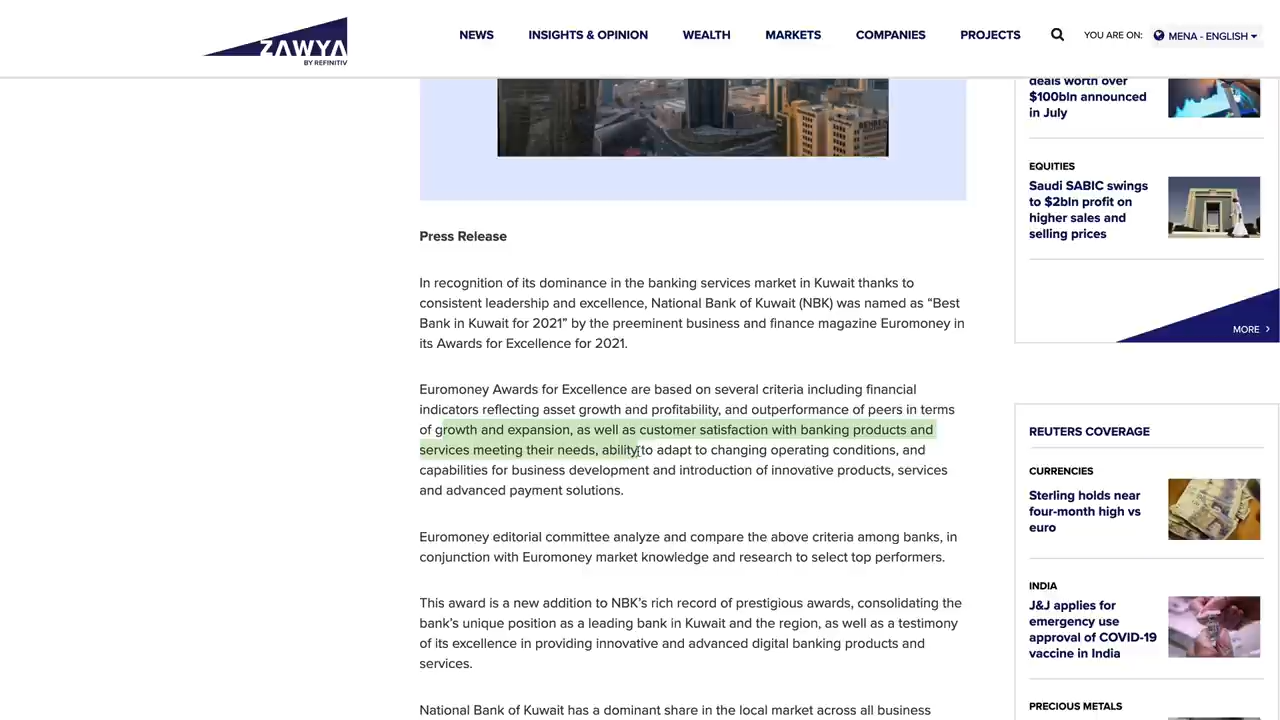 ZAWYA
BY REFINITIV
NEWS
INSIGHTS & OPINION
WEALTH
MARKETS
COMPANIES
PROJECTS
YOU ARE ON:
MENA - ENGLISH
Press Release
In recognition of its dominance in the banking services market in Kuwait thanks to
consistent leadership and excellence, National Bank of Kuwait (NBK) was named as “Best
Bank in Kuwait for 2021” by the preeminent business and finance magazine Euromoney in
its Awards for Excellence for 2021.
Euromoney Awards for Excellence are based on several criteria including financial
indicators reflecting asset growth and profitability, and outperformance of peers in terms
of growth and expansion, as well as customer satisfaction with banking products and
services meeting their needs, ability to adapt to changing operating conditions, and
capabilities for business development and introduction of innovative products, services
and advanced payment solutions.
Euromoney editorial committee analyze and compare the above criteria among banks, in
conjunction with Euromoney market knowledge and research to select top performers.
This award is a new addition to NBK’s rich record of prestigious awards, consolidating the
bank’s unique position as a leading bank in Kuwait and the region, as well as a testimony
of its excellence in providing innovative and advanced digital banking products and
services.
National Bank of Kuwait has a dominant share in the local market across all business
deals worth over
$100bln announced
in July
EQUITIES
Saudi SABIC swings
to $2bln profit on
higher sales and
selling prices
MORE
REUTERS COVERAGE
CURRENCIES
Sterling holds near
four-month high vs
euro
INDIA
J&J applies for
emergency use
approval of COVID-19
vaccine in India
PRECIOUS METALS